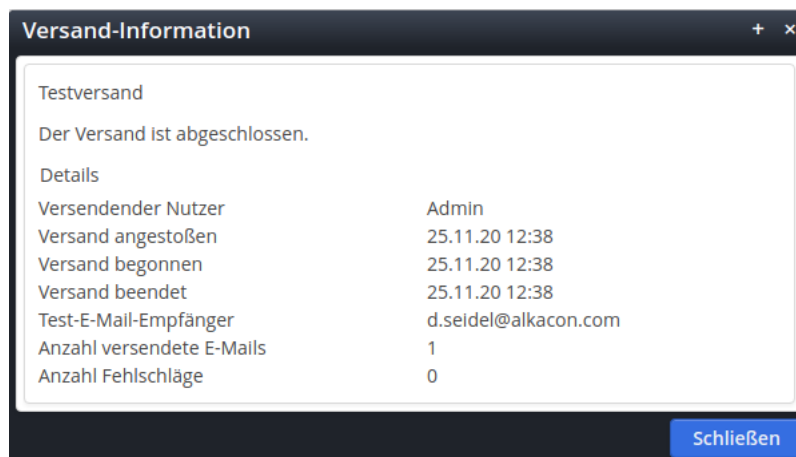 Versand-Information + ×
Testversand
Der Versand ist abgeschlossen.
Details
Versendender Nutzer Admin
Versand angestoßen 25.11.20 12:38
Versand begonnen 25.11.20 12:38
Versand beendet 25.11.20 12:38
Test-E-Mail-Empfänger d.seidel@alkacon.com
Anzahl versendete E-Mails 1
Anzahl Fehlschläge 0
Schließen